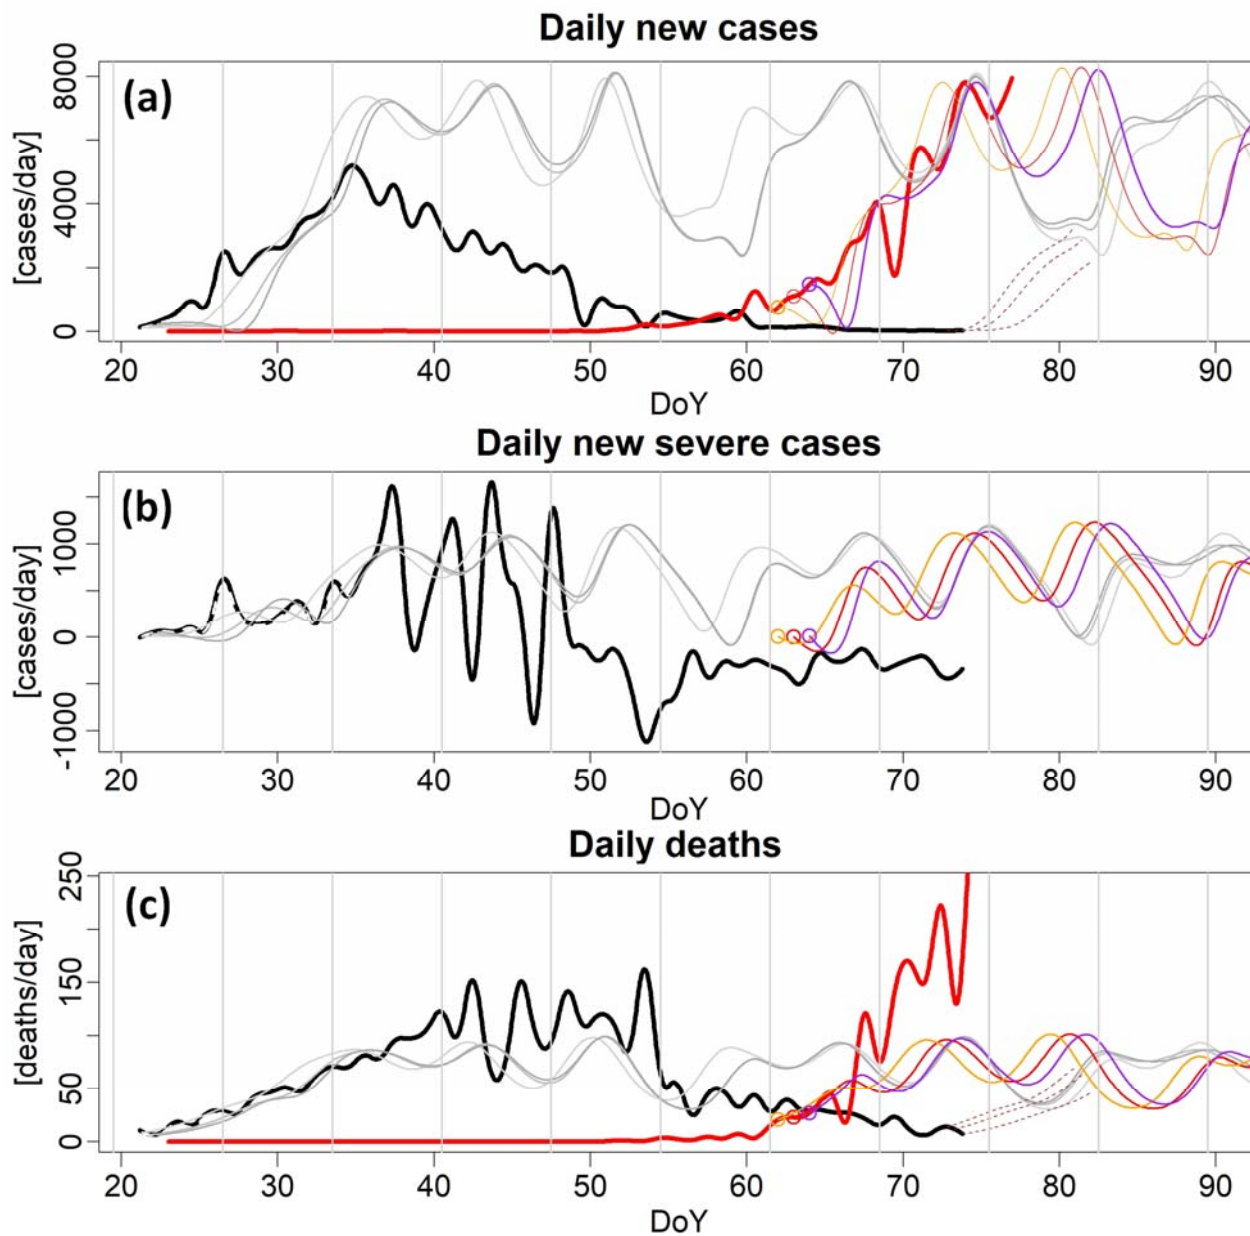 Daily new cases
(a)
[cases/day]
8000
4000
0
20 30 40 50 60 70 80 90
DoY
Daily new severe cases
(b)
[cases/day]
1000
0
-1000
20 30 40 50 60 70 80 90
DoY
Daily deaths
(c)
[deaths/day]
250
150
50
0
20 30 40 50 60 70 80 90
DoY